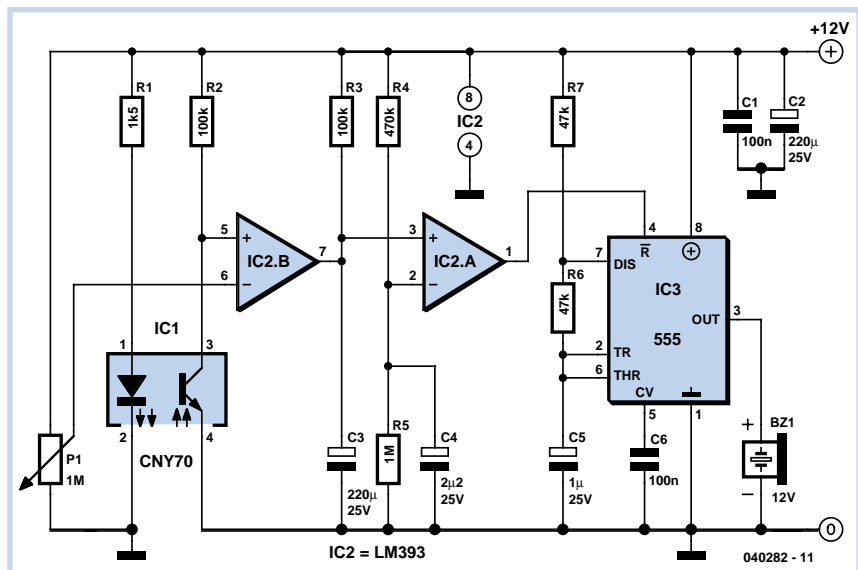 +12V
R1
1k5
R2
100k
R3
100k
R4
470k
8
IC2
4
R7
47k
C1
100n
C2
220µ
25V
5
+
IC2.B
7
6
–
3
+
IC2.A
1
2
–
4
8
R
7
DIS
R6
47k
IC3
OUT
3
555
2
TR
6
THR
CV
5
1
IC1
1
3
2
4
CNY70
P1
1M
C3
220µ
25V
R5
1M
C4
2µ2
25V
C5
1µ
25V
C6
100n
BZ1
+
–
12V
0
IC2 = LM393
040282 - 11